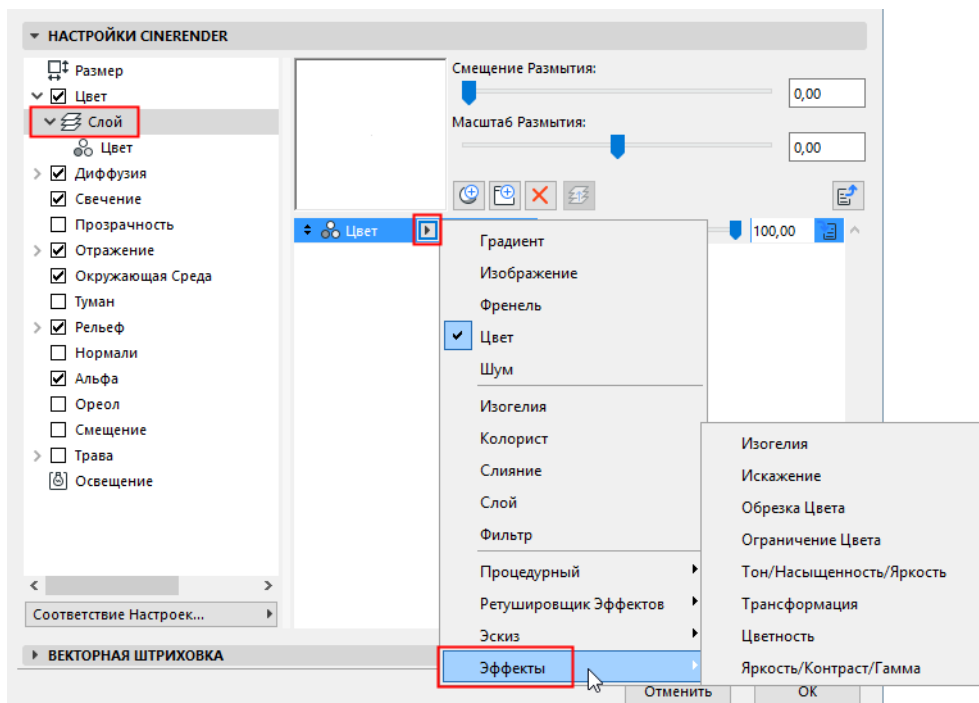 НАСТРОЙКИ CINERENDER
Размер
Цвет
Слой
Цвет
Диффузия
Свечение
Прозрачность
Отражение
Окружающая Среда
Туман
Рельеф
Нормали
Альфа
Ореол
Смещение
Трава
Освещение
Соответствие Настроек...
Смещение Размытия:
0,00
Масштаб Размытия:
0,00
Цвет
100,00
Градиент
Изображение
Френель
Цвет
Шум
Изогелия
Колорист
Слияние
Слой
Фильтр
Процедурный
Ретушировщик Эффектов
Эскиз
Эффекты
Изогелия
Искажение
Обрезка Цвета
Ограничение Цвета
Тон/Насыщенность/Яркость
Трансформация
Цветность
Яркость/Контраст/Гамма
ВЕКТОРНАЯ ШТРИХОВКА
Отменить
ОК